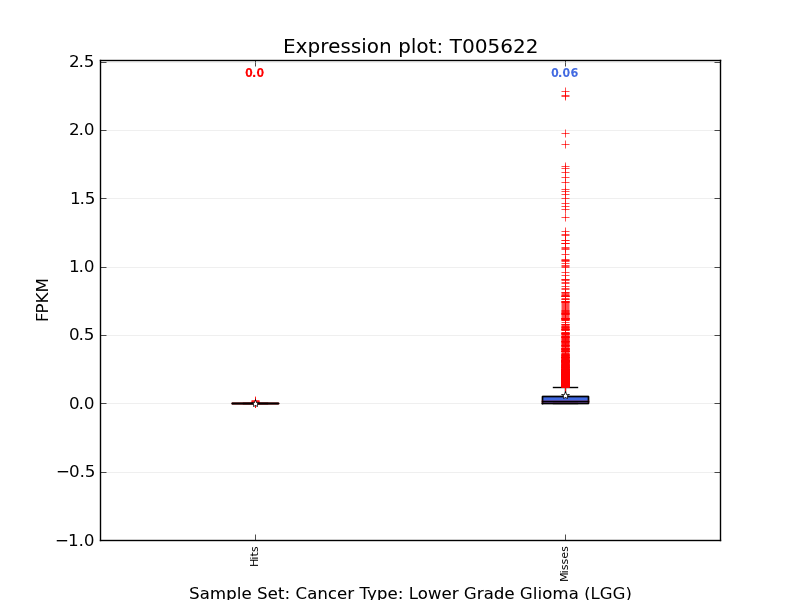 Expression plot: T005622
0.0
0.06
2.5
2.0
1.5
1.0
0.5
0.0
−0.5
−1.0
FPKM
Hits
Misses
Sample Set: Cancer Type: Lower Grade Glioma (LGG)